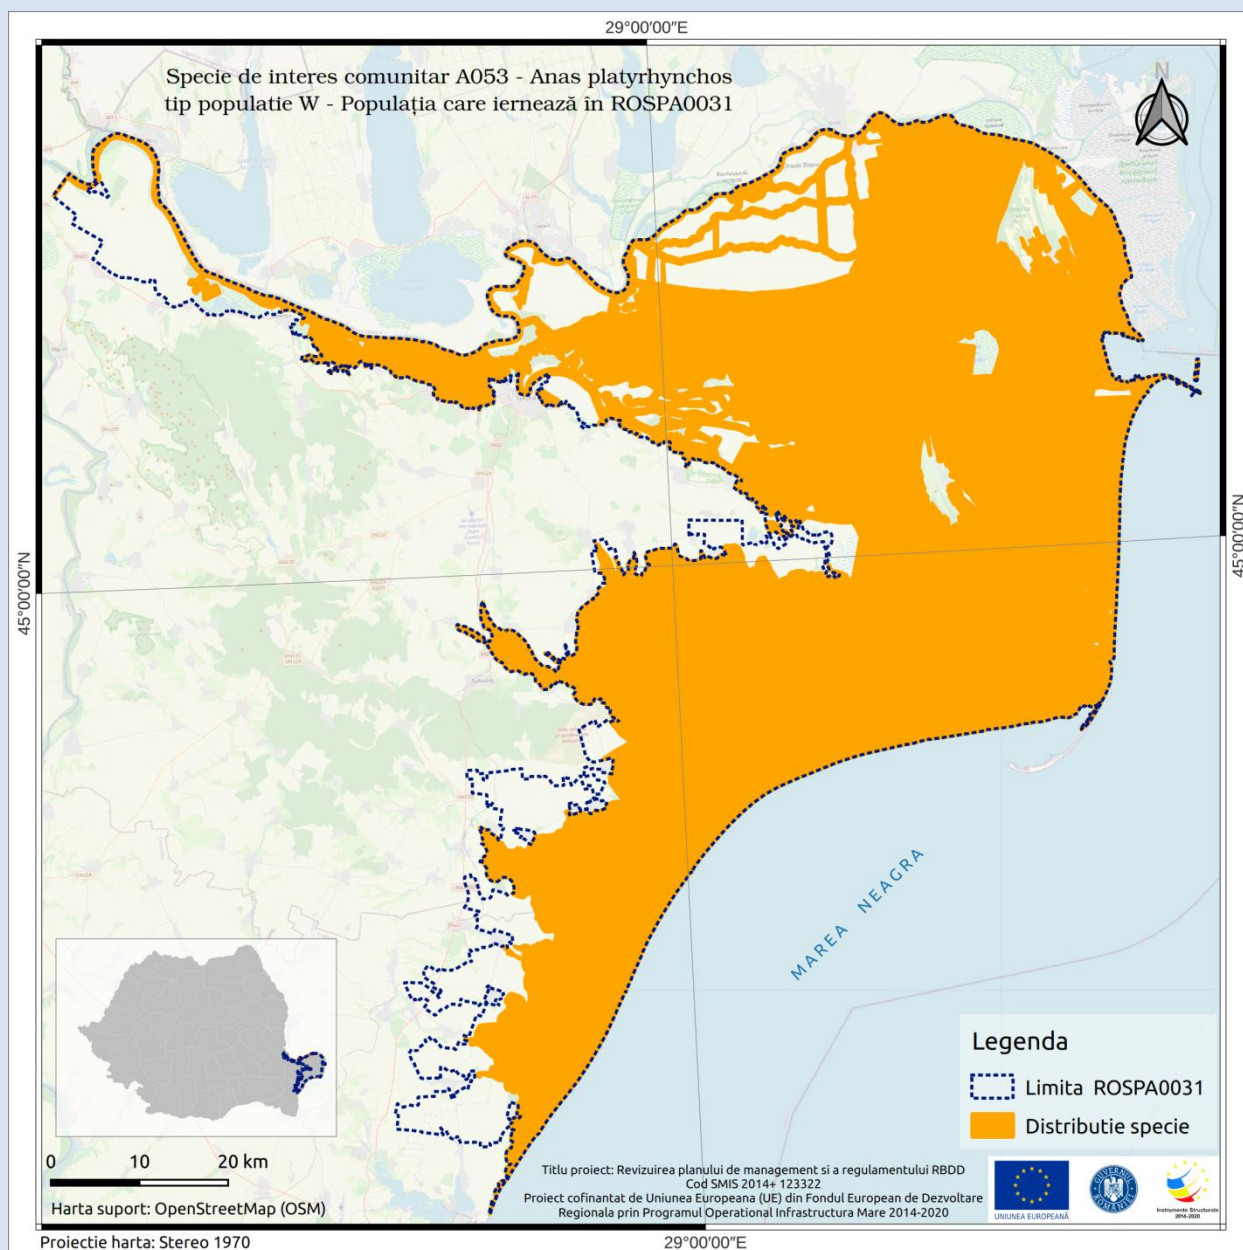 29°00′00″E
Specie de interes comunitar A053 - Anas platyrhynchos
tip populatie W - Populația care iernează în ROSPA0031
N
45°00′00″N
45°00′00″N
MAREA NEAGRA
Legenda
Limita ROSPA0031
Distributie specie
0 10 20 km
Harta suport: OpenStreetMap (OSM)
Titlu proiect: Revizuirea planului de management si a regulamentului RBDD
Cod SMIS 2014+ 123322
Proiect cofinantat de Uniunea Europeana (UE) din Fondul European de Dezvoltare
Regionala prin Programul Operational Infrastructura Mare 2014-2020
UNIUNEA EUROPEANĂ
GUVERNUL ROMÂNIEI
Instrumente Structurale
2014-2020
Proiectie harta: Stereo 1970
29°00′00″E